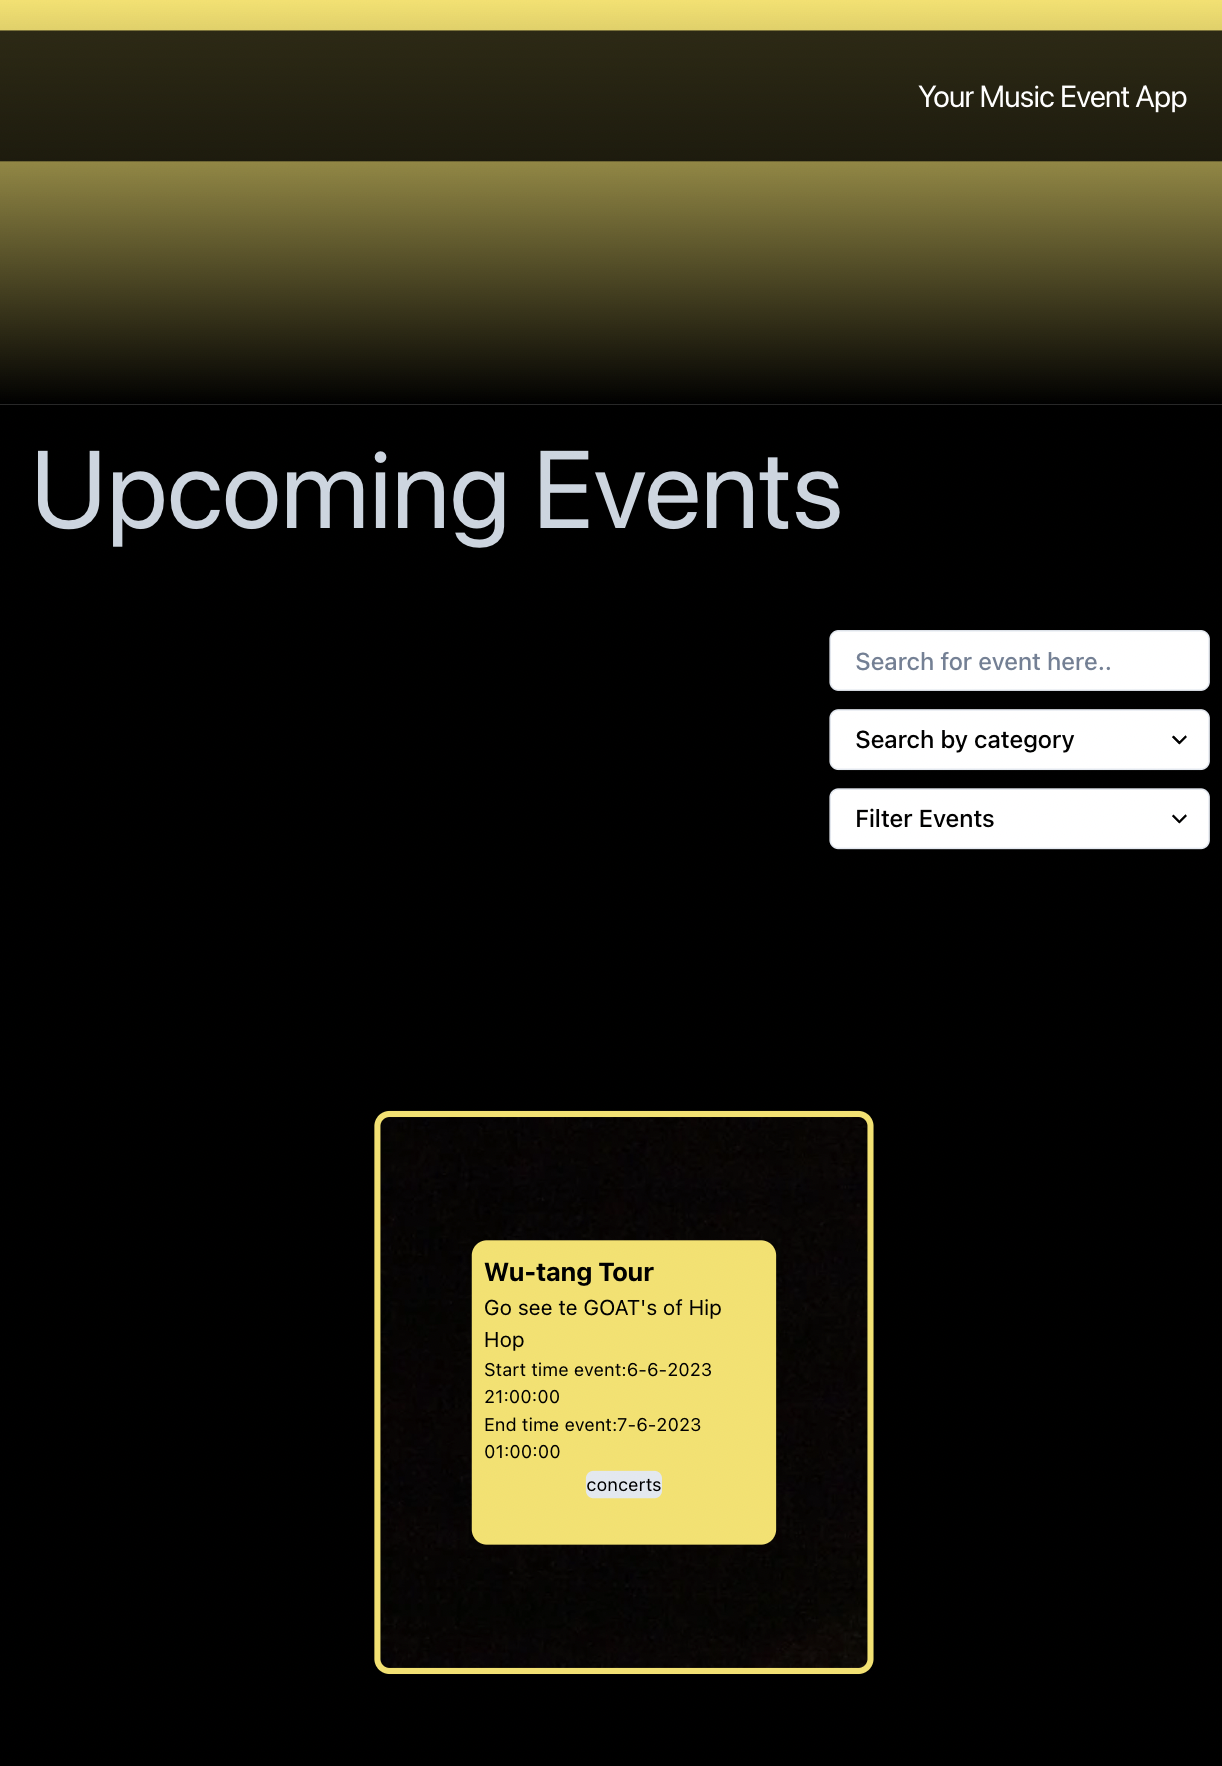 Your Music Event App
Upcoming Events
Search for event here..
Search by category
Filter Events
Wu-tang Tour
Go see te GOAT's of Hip
Hop
Start time event:6-6-2023
21:00:00
End time event:7-6-2023
01:00:00
concerts